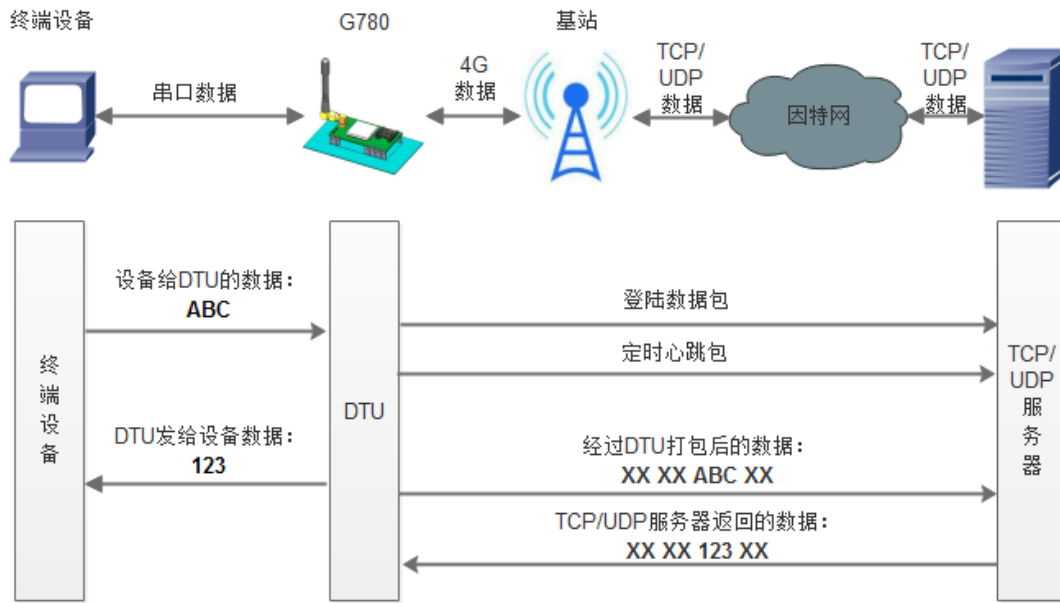 终端设备
G780
基站
串口数据
4G
数据
TCP/
UDP
数据
因特网
TCP/
UDP
数据
设备给DTU的数据:
ABC
登陆数据包
定时心跳包
终
端
设
备
DTU
TCP/
UDP
服
务
器
DTU发给设备数据:
123
经过DTU打包后的数据:
XX XX ABC XX
TCP/UDP服务器返回的数据:
XX XX 123 XX